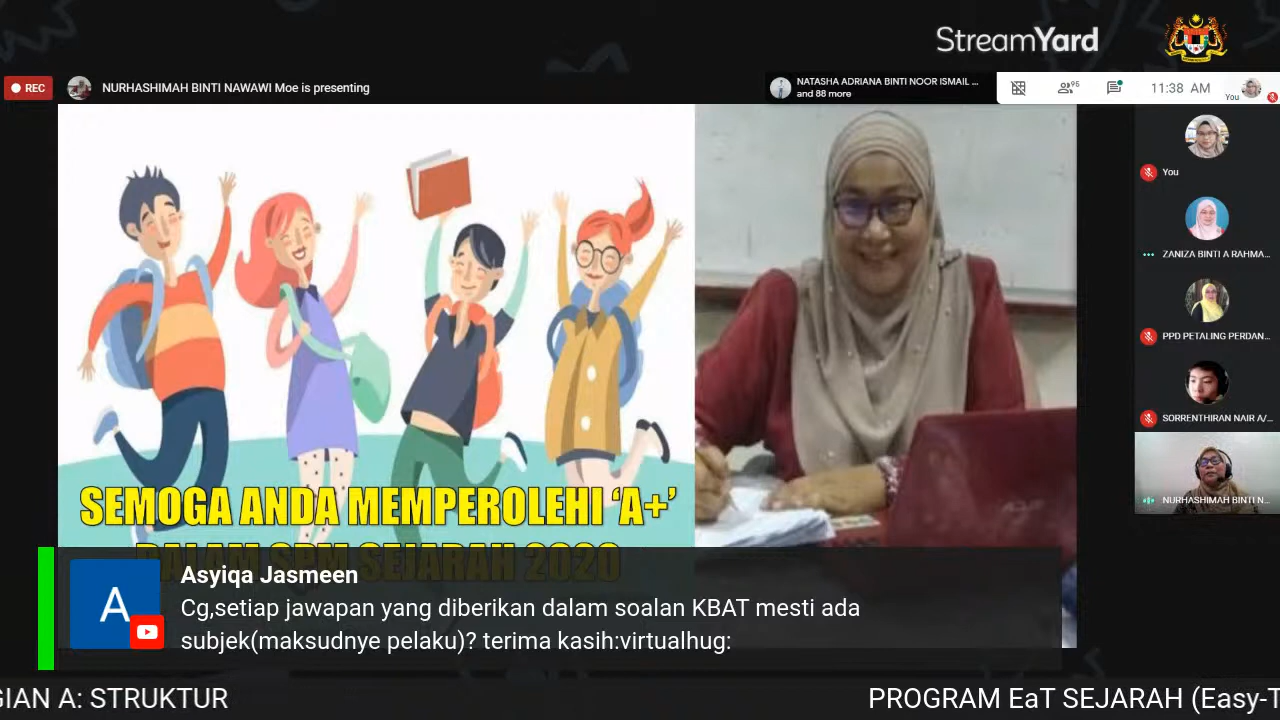 StreamYard
REC
NURHASHIMAH BINTI NAWAWI Moe is presenting
NATASHA ADRIANA BINTI NOOR ISMAIL ...
and 88 more
95
11:38 AM
You
You
ZANIZA BINTI A RAHMA...
PPD PETALING PERDAN...
SORRENTHIRAN NAIR A/...
NURHASHIMAH BINTI N...
SEMOGA ANDA MEMPEROLEHI ‘A+’
DALAM SPM SEJARAH 2020
A
Asyiqa Jasmeen
Cg,setiap jawapan yang diberikan dalam soalan KBAT mesti ada
subjek(maksudnye pelaku)? terima kasih:virtualhug:
GIAN A: STRUKTUR
PROGRAM EaT SEJARAH (Easy-T